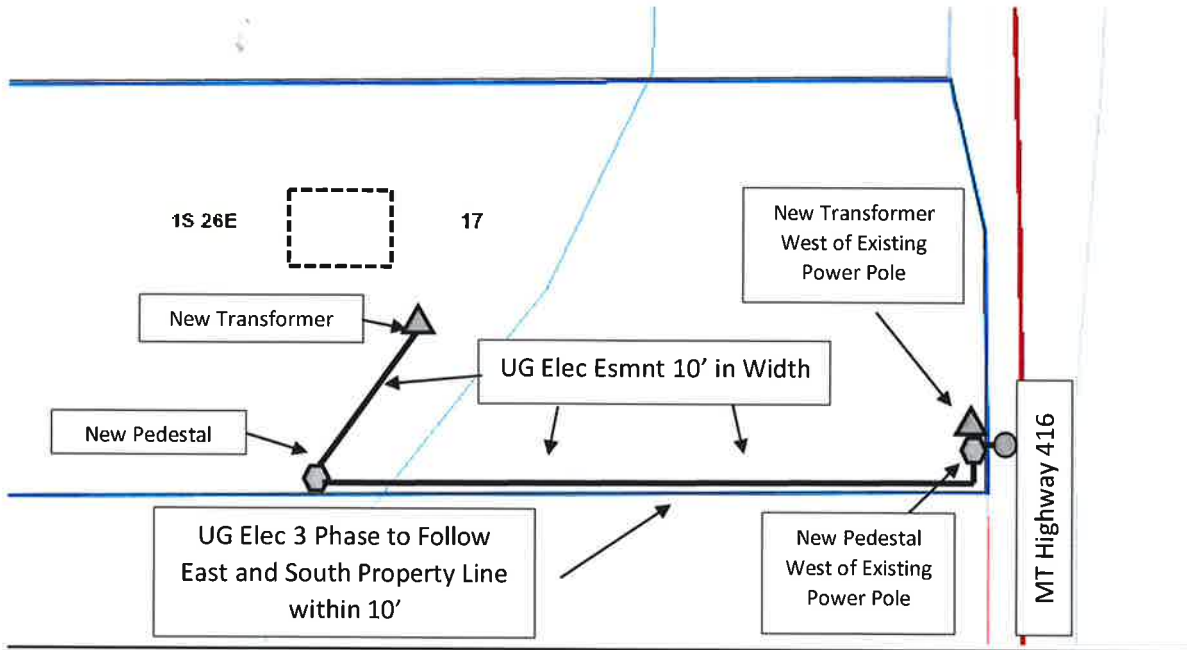 1S 26E
17
New Transformer
West of Existing
Power Pole
New Transformer
UG Elec Esmnt 10’ in Width
New Pedestal
MT Highway 416
UG Elec 3 Phase to Follow
East and South Property Line
within 10’
New Pedestal
West of Existing
Power Pole